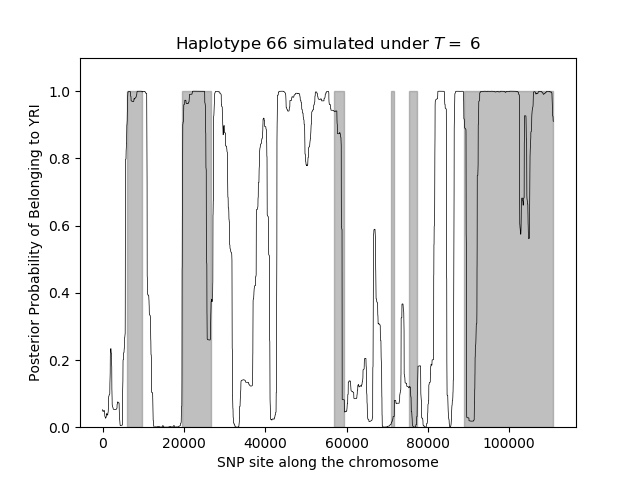 Haplotype 66 simulated under T = 6
Posterior Probability of Belonging to YRI
1.0
0.8
0.6
0.4
0.2
0.0
0 20000 40000 60000 80000 100000
SNP site along the chromosome